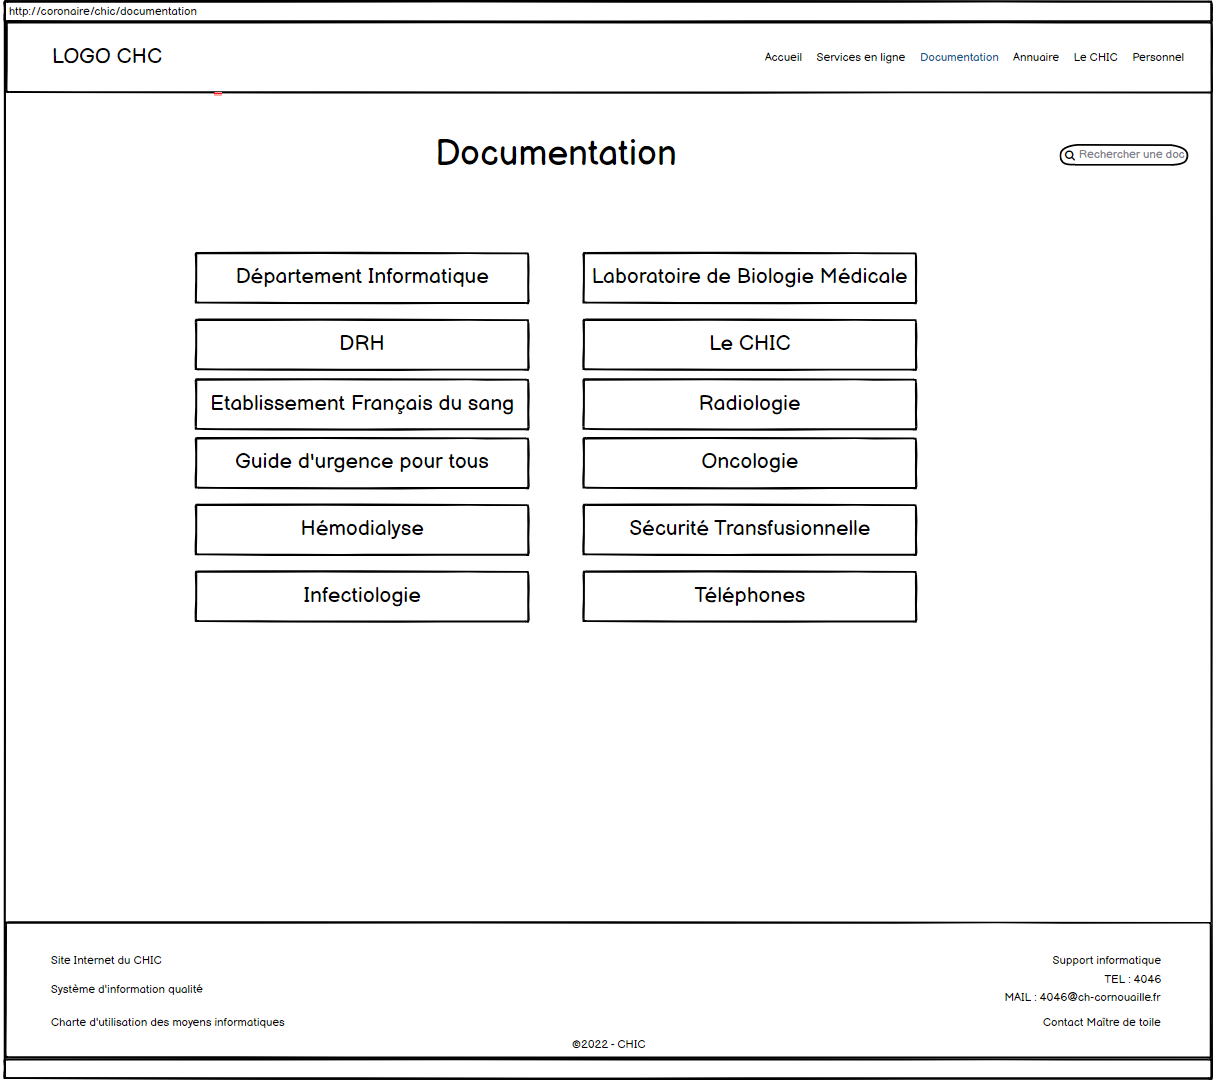 http://coronaire/chic/documentation
LOGO CHC
Accueil Services en ligne Documentation Annuaire Le CHIC Personnel
Documentation
Rechercher une doc
Département Informatique
Laboratoire de Biologie Médicale
DRH
Le CHIC
Etablissement Français du sang
Radiologie
Guide d'urgence pour tous
Oncologie
Hémodialyse
Sécurité Transfusionnelle
Infectiologie
Téléphones
Site Internet du CHIC
Support informatique
TEL : 4046
Système d'information qualité
MAIL : 4046@ch-cornouaille.fr
Charte d'utilisation des moyens informatiques
Contact Maître de toile
©2022 - CHIC